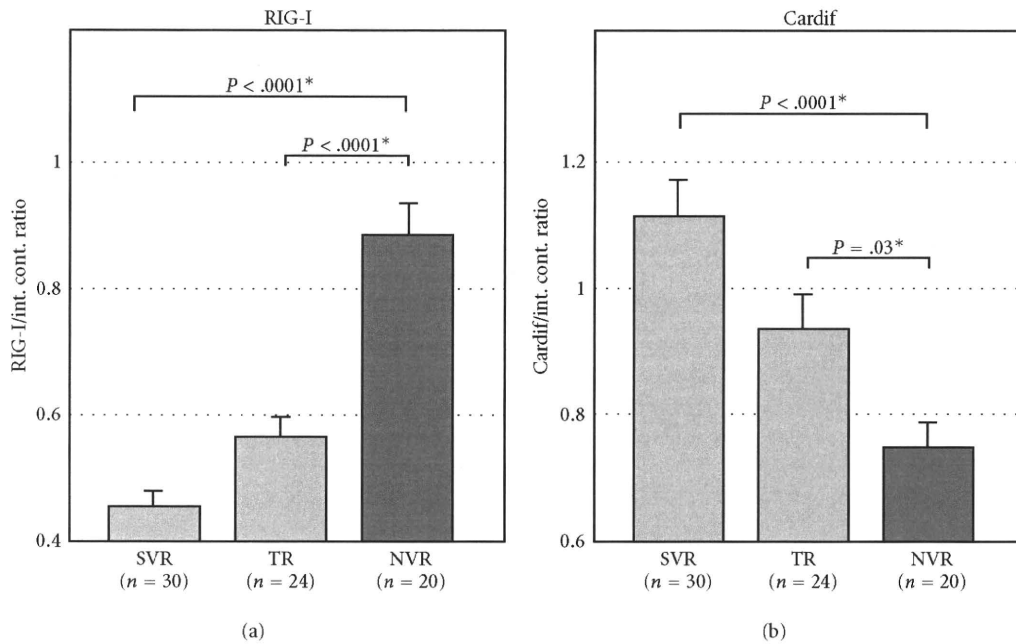 RIG-I
RIG-I/int. cont. ratio
1
0.8
0.6
0.4
P < .0001*
P < .0001*
SVR
(n = 30)
TR
(n = 24)
NVR
(n = 20)
(a)
Cardif
Cardif/int. cont. ratio
1.2
1
0.8
0.6
P < .0001*
P = .03*
SVR
(n = 30)
TR
(n = 24)
NVR
(n = 20)
(b)